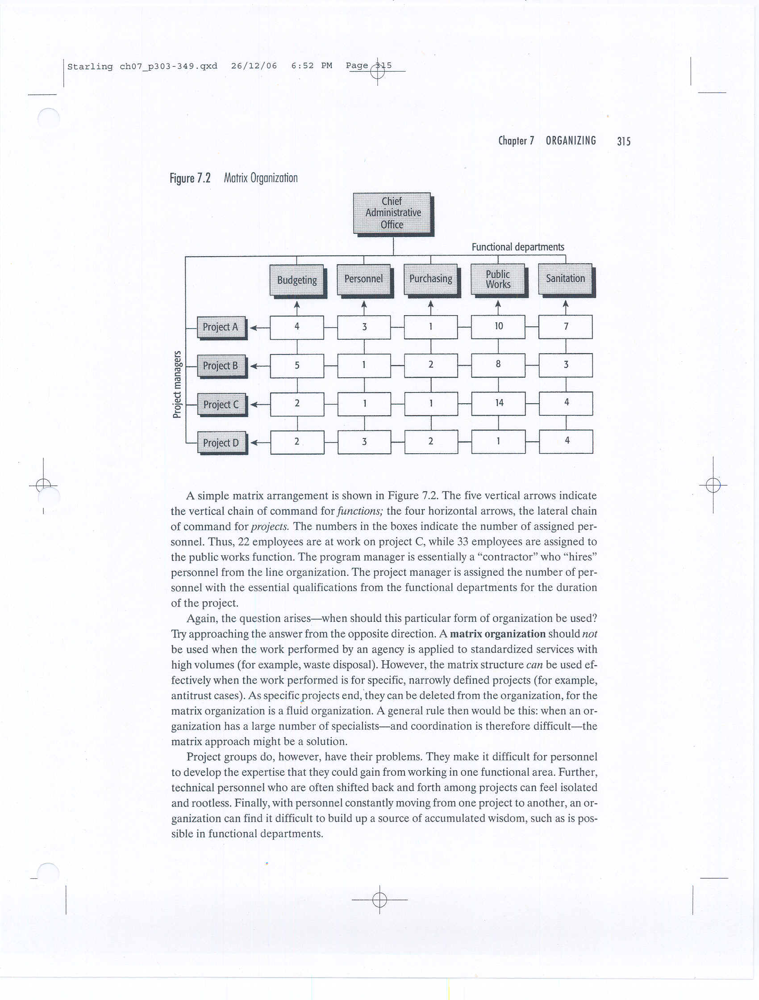 Starling ch07_p303-349.qxd 26/12/06 6:52 PM Page 315
Chapter 7 ORGANIZING 315
Figure 7.2 Matrix Organization
Chief
Administrative
Office
Functional departments
Budgeting Personnel Purchasing Public Works Sanitation
Project managers
Project A 4 3 1 10 7
Project B 5 1 2 8 3
Project C 2 1 1 14 4
Project D 2 3 2 1 4
A simple matrix arrangement is shown in Figure 7.2. The five vertical arrows indicate
the vertical chain of command for functions; the four horizontal arrows, the lateral chain
of command for projects. The numbers in the boxes indicate the number of assigned per-
sonnel. Thus, 22 employees are at work on project C, while 33 employees are assigned to
the public works function. The program manager is essentially a “contractor” who “hires”
personnel from the line organization. The project manager is assigned the number of per-
sonnel with the essential qualifications from the functional departments for the duration
of the project.
Again, the question arises—when should this particular form of organization be used?
Try approaching the answer from the opposite direction. A matrix organization should not
be used when the work performed by an agency is applied to standardized services with
high volumes (for example, waste disposal). However, the matrix structure can be used ef-
fectively when the work performed is for specific, narrowly defined projects (for example,
antitrust cases). As specific projects end, they can be deleted from the organization, for the
matrix organization is a fluid organization. A general rule then would be this: when an or-
ganization has a large number of specialists—and coordination is therefore difficult—the
matrix approach might be a solution.
Project groups do, however, have their problems. They make it difficult for personnel
to develop the expertise that they could gain from working in one functional area. Further,
technical personnel who are often shifted back and forth among projects can feel isolated
and rootless. Finally, with personnel constantly moving from one project to another, an or-
ganization can find it difficult to build up a source of accumulated wisdom, such as is pos-
sible in functional departments.